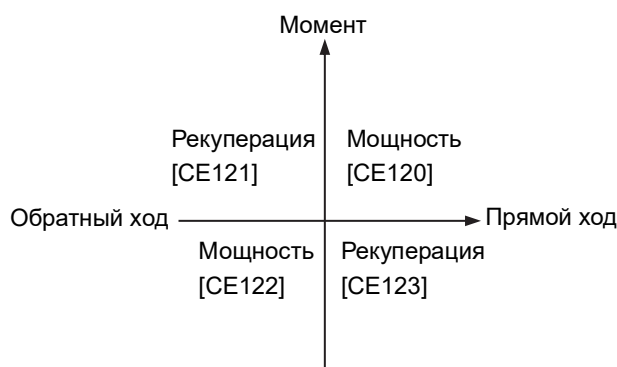 Момент
Рекуперация
[CE121]
Мощность
[CE120]
Обратный ход
Прямой ход
Мощность
[CE122]
Рекуперация
[CE123]